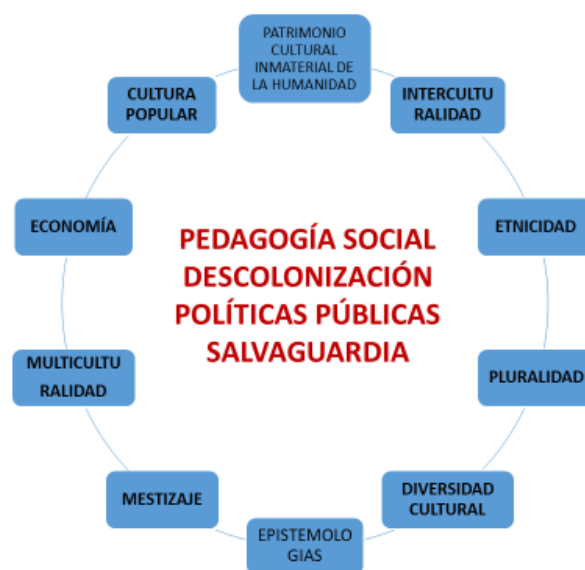 PATRIMONIO
CULTURAL
INMATERIAL DE
LA HUMANIDAD
INTERCULTU
RALIDAD
ETNICIDAD
PLURALIDAD
DIVERSIDAD
CULTURAL
EPISTEMOLO
GIAS
MESTIZAJE
MULTICULTU
RALIDAD
ECONOMÍA
CULTURA
POPULAR
PEDAGOGÍA SOCIAL
DESCOLONIZACIÓN
POLÍTICAS PÚBLICAS
SALVAGUARDIA